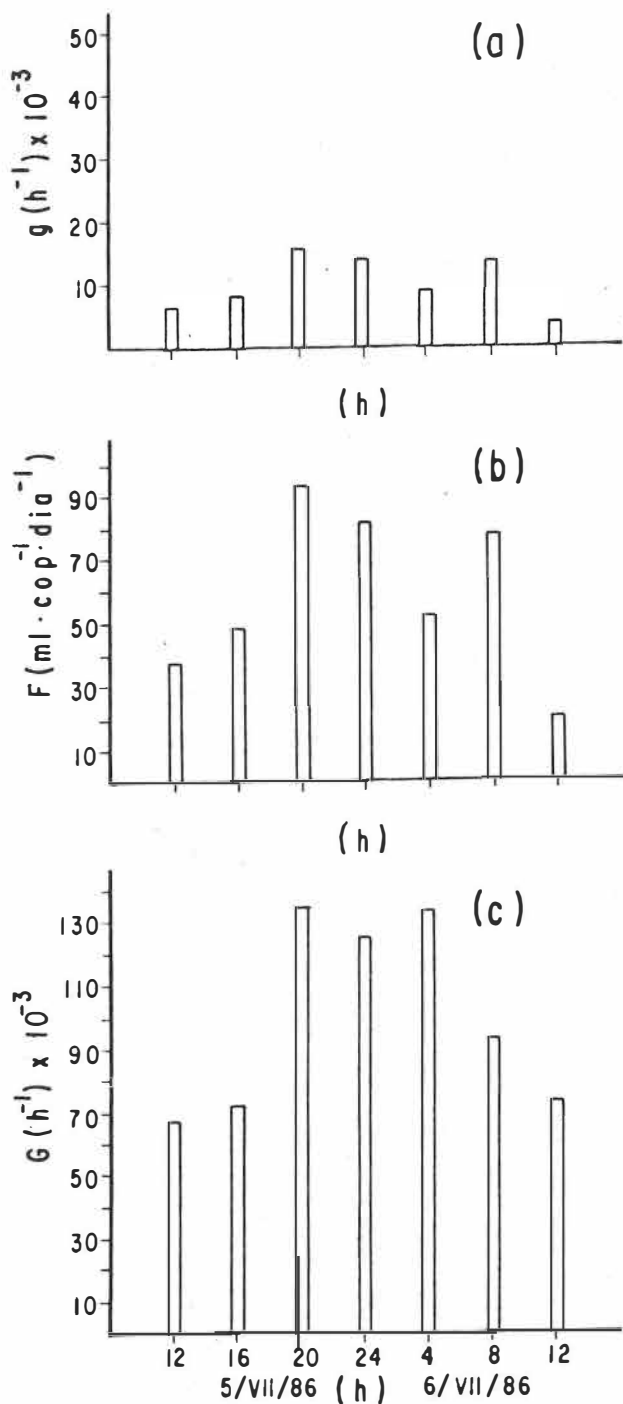 (a)
g (h⁻¹) x 10⁻³
50
40
30
20
10
(h)
(b)
F (ml · cop⁻¹ · dia⁻¹)
90
70
50
30
10
(h)
(c)
G (h⁻¹) x 10⁻³
130
110
90
70
50
30
10
12 16 20 24 4 8 12
5/VII/86 (h) 6/VII/86